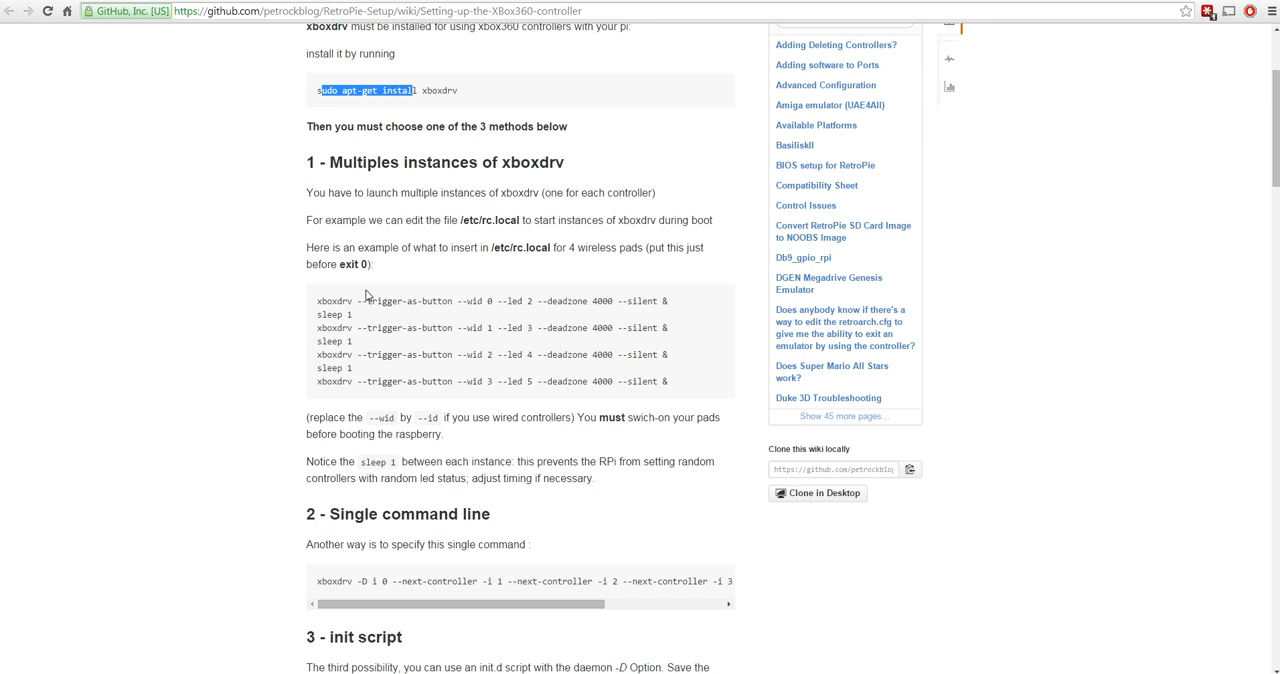 GitHub, Inc. [US] https://github.com/petrockblog/RetroPie-Setup/wiki/Setting-up-the-XBox360-controller
xboxdrv must be installed for using xbox360 controllers with your pi:
install it by running
sudo apt-get install xboxdrv
Then you must choose one of the 3 methods below
1 - Multiples instances of xboxdrv
You have to launch multiple instances of xboxdrv (one for each controller)
For example we can edit the file /etc/rc.local to start instances of xboxdrv during boot
Here is an example of what to insert in /etc/rc.local for 4 wireless pads (put this just
before exit 0):
xboxdrv --trigger-as-button --wid 0 --led 2 --deadzone 4000 --silent &
sleep 1
xboxdrv --trigger-as-button --wid 1 --led 3 --deadzone 4000 --silent &
sleep 1
xboxdrv --trigger-as-button --wid 2 --led 4 --deadzone 4000 --silent &
sleep 1
xboxdrv --trigger-as-button --wid 3 --led 5 --deadzone 4000 --silent &
(replace the --wid by --id if you use wired controllers) You must swich-on your pads
before booting the raspberry.
Notice the sleep 1 between each instance: this prevents the RPi from setting random
controllers with random led status; adjust timing if necessary.
2 - Single command line
Another way is to specify this single command :
xboxdrv -D i 0 --next-controller -i 1 --next-controller -i 2 --next-controller -i 3
3 - init script
The third possibility, you can use an init.d script with the daemon -D Option. Save the
Adding Deleting Controllers?
Adding software to Ports
Advanced Configuration
Amiga emulator (UAE4All)
Available Platforms
BasiliskII
BIOS setup for RetroPie
Compatibility Sheet
Control Issues
Convert RetroPie SD Card Image
to NOOBS Image
Db9_gpio_rpi
DGEN Megadrive Genesis
Emulator
Does anybody know if there's a
way to edit the retroarch.cfg to
give me the ability to exit an
emulator by using the controller?
Does Super Mario All Stars
work?
Duke 3D Troubleshooting
Show 45 more pages...
Clone this wiki locally
https://github.com/petrockblo
Clone in Desktop